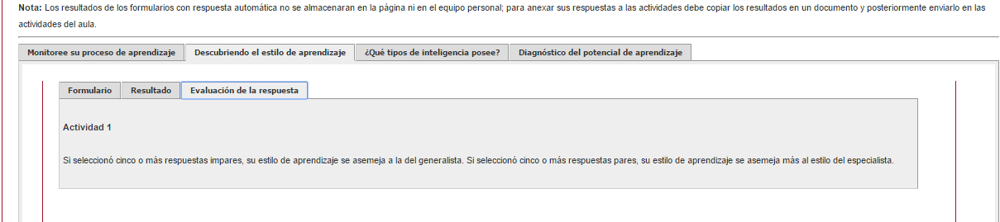 Nota: Los resultados de los formularios con respuesta automática no se almacenaran en la página ni en el equipo personal; para anexar sus respuestas a las actividades debe copiar los resultados en un documento y posteriormente enviarlo en las
actividades del aula.
Monitoree su proceso de aprendizaje Descubriendo el estilo de aprendizaje ¿Qué tipos de inteligencia posee? Diagnóstico del potencial de aprendizaje
Formulario Resultado Evaluación de la respuesta
Actividad 1
Si seleccionó cinco o más respuestas impares, su estilo de aprendizaje se asemeja a la del generalista. Si seleccionó cinco o más respuestas pares, su estilo de aprendizaje se asemeja más al estilo del especialista.